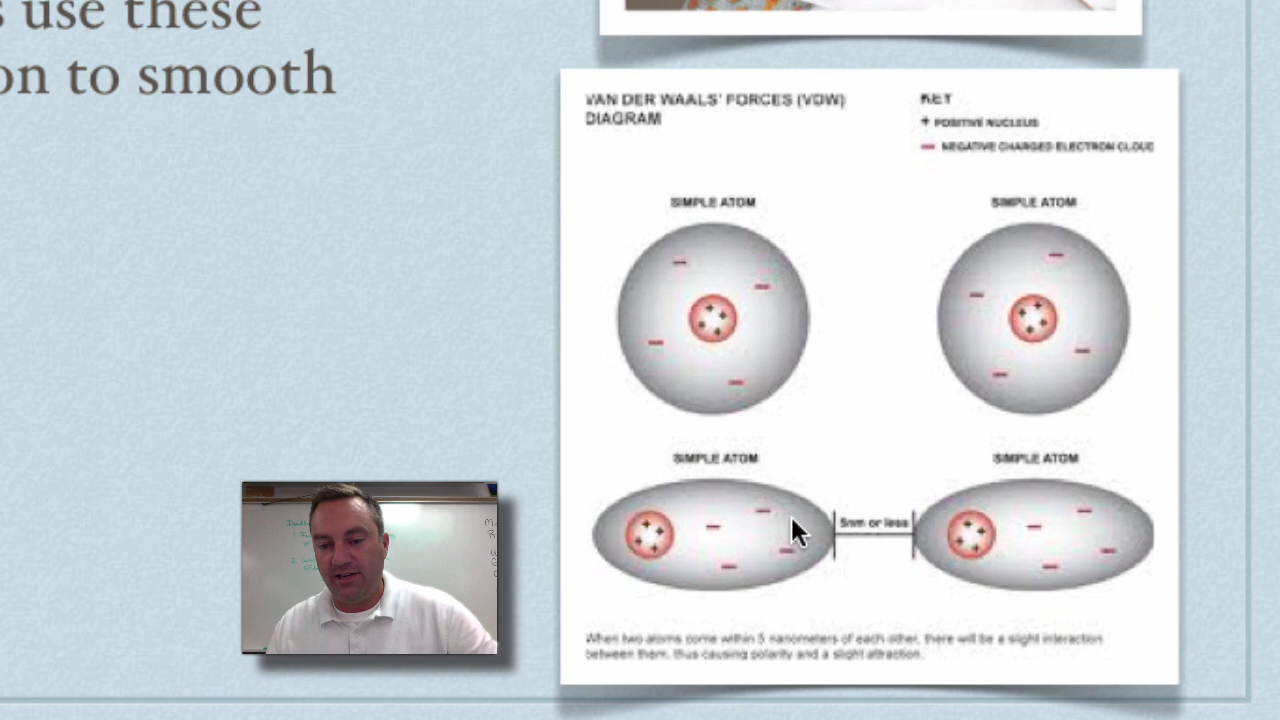 s use these
on to smooth
VAN DER WAALS' FORCES (VDW)
DIAGRAM
KEY
+ POSITIVE NUCLEUS
– NEGATIVE CHARGED ELECTRON CLOUD
SIMPLE ATOM
SIMPLE ATOM
SIMPLE ATOM
SIMPLE ATOM
5nm or less
When two atoms come within 5 nanometers of each other, there will be a slight interaction
between them, thus causing polarity and a slight attraction.